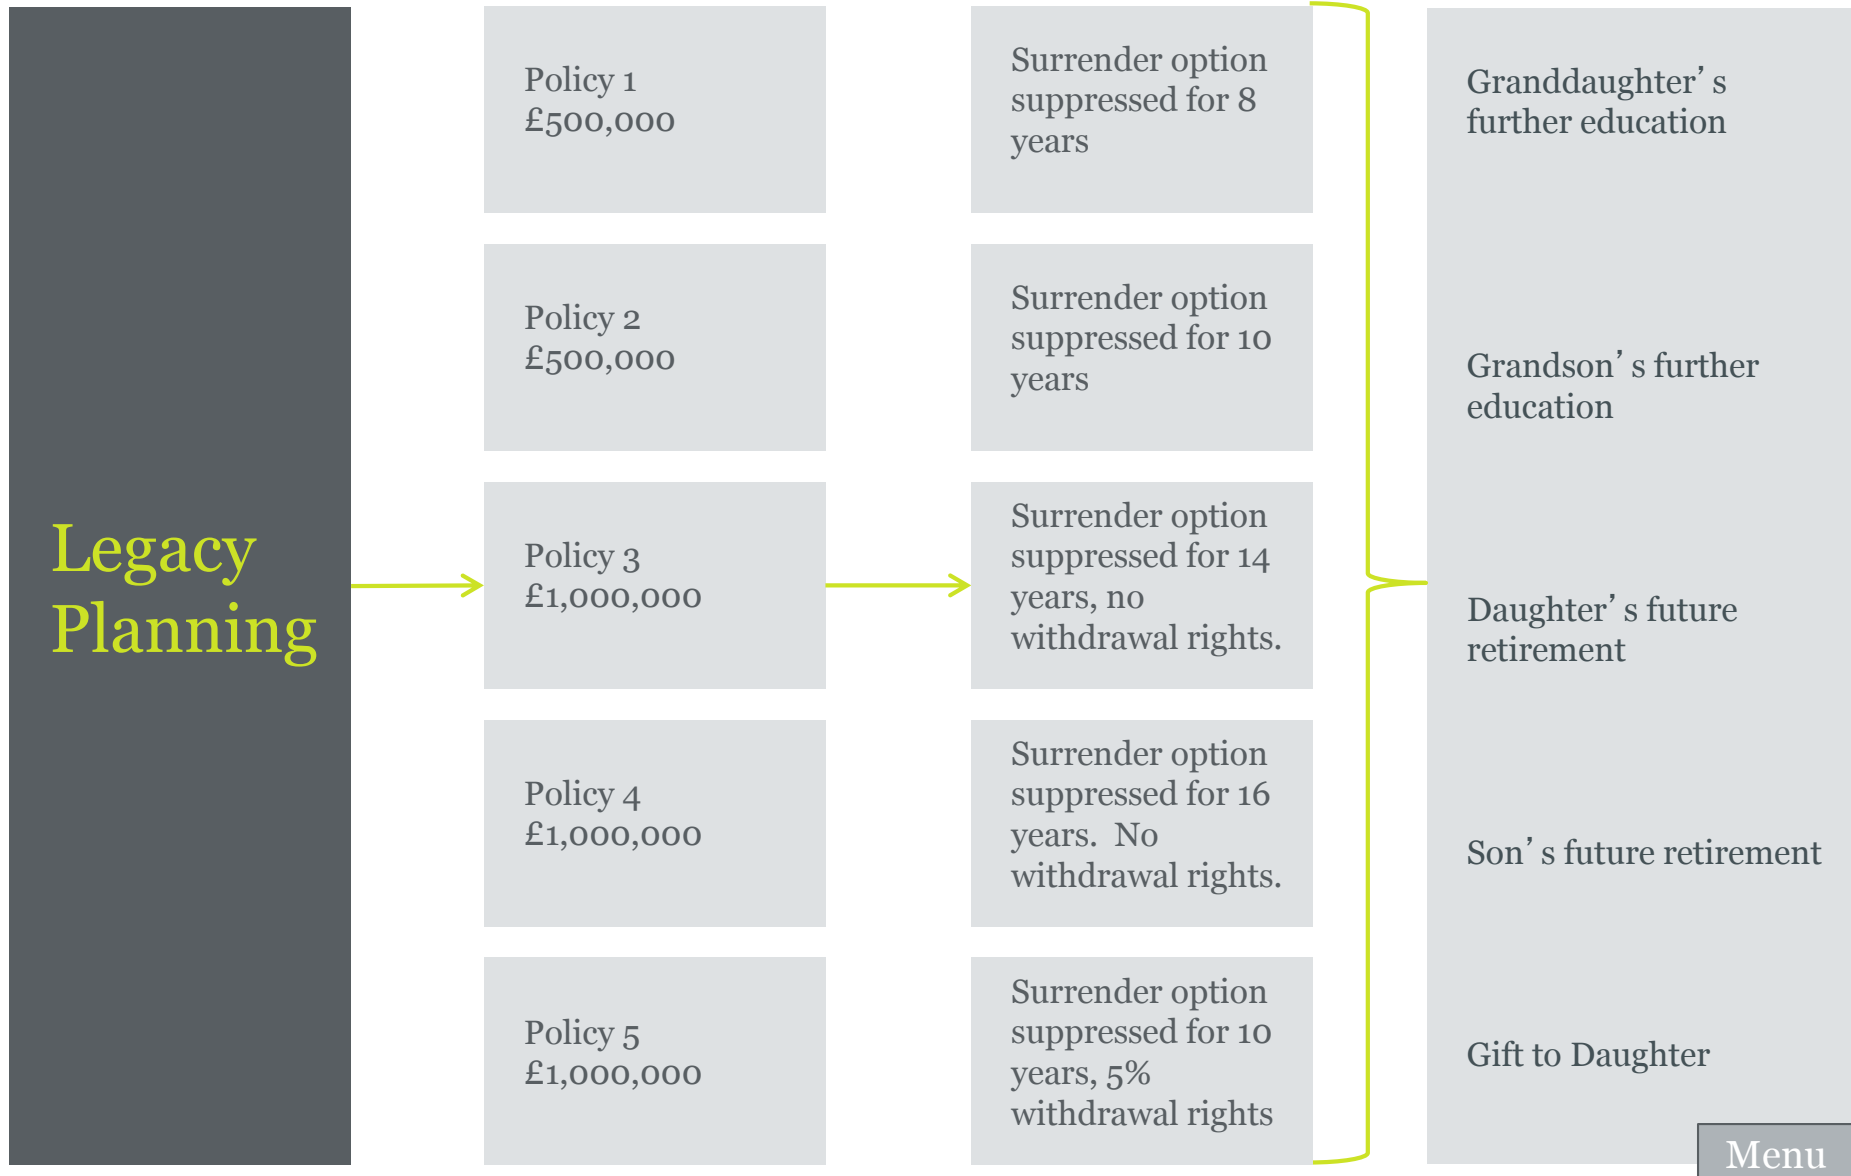 Legacy
Planning
Policy 1
£500,000
Surrender option
suppressed for 8
years
Granddaughter’s
further education
Policy 2
£500,000
Surrender option
suppressed for 10
years
Grandson’s further
education
Policy 3
£1,000,000
Surrender option
suppressed for 14
years, no
withdrawal rights.
Daughter’s future
retirement
Policy 4
£1,000,000
Surrender option
suppressed for 16
years.  No
withdrawal rights.
Son’s future retirement
Policy 5
£1,000,000
Surrender option
suppressed for 10
years, 5%
withdrawal rights
Gift to Daughter
Menu